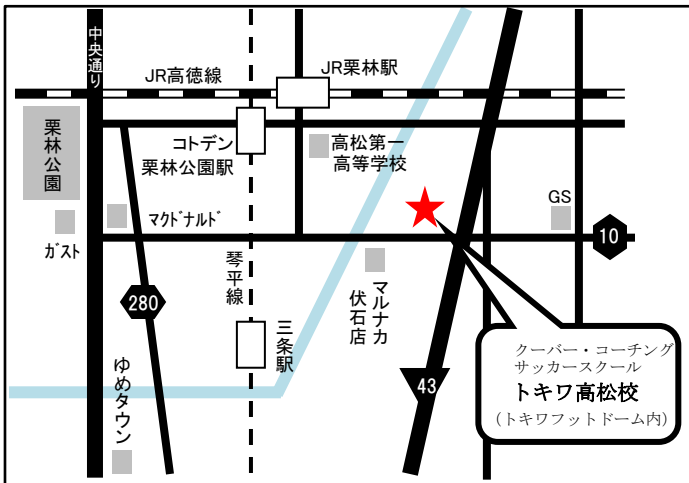 中央通り
JR高徳線
JR栗林駅
栗林公園
コトデン
栗林公園駅
高松第一
高等学校
ガスト
マクドナルド
GS
10
琴平線
280
三条駅
マルナカ
伏石店
43
ゆめタウン
クーバー・コーチング
サッカースクール
トキワ高松校
(トキワフットドーム内)